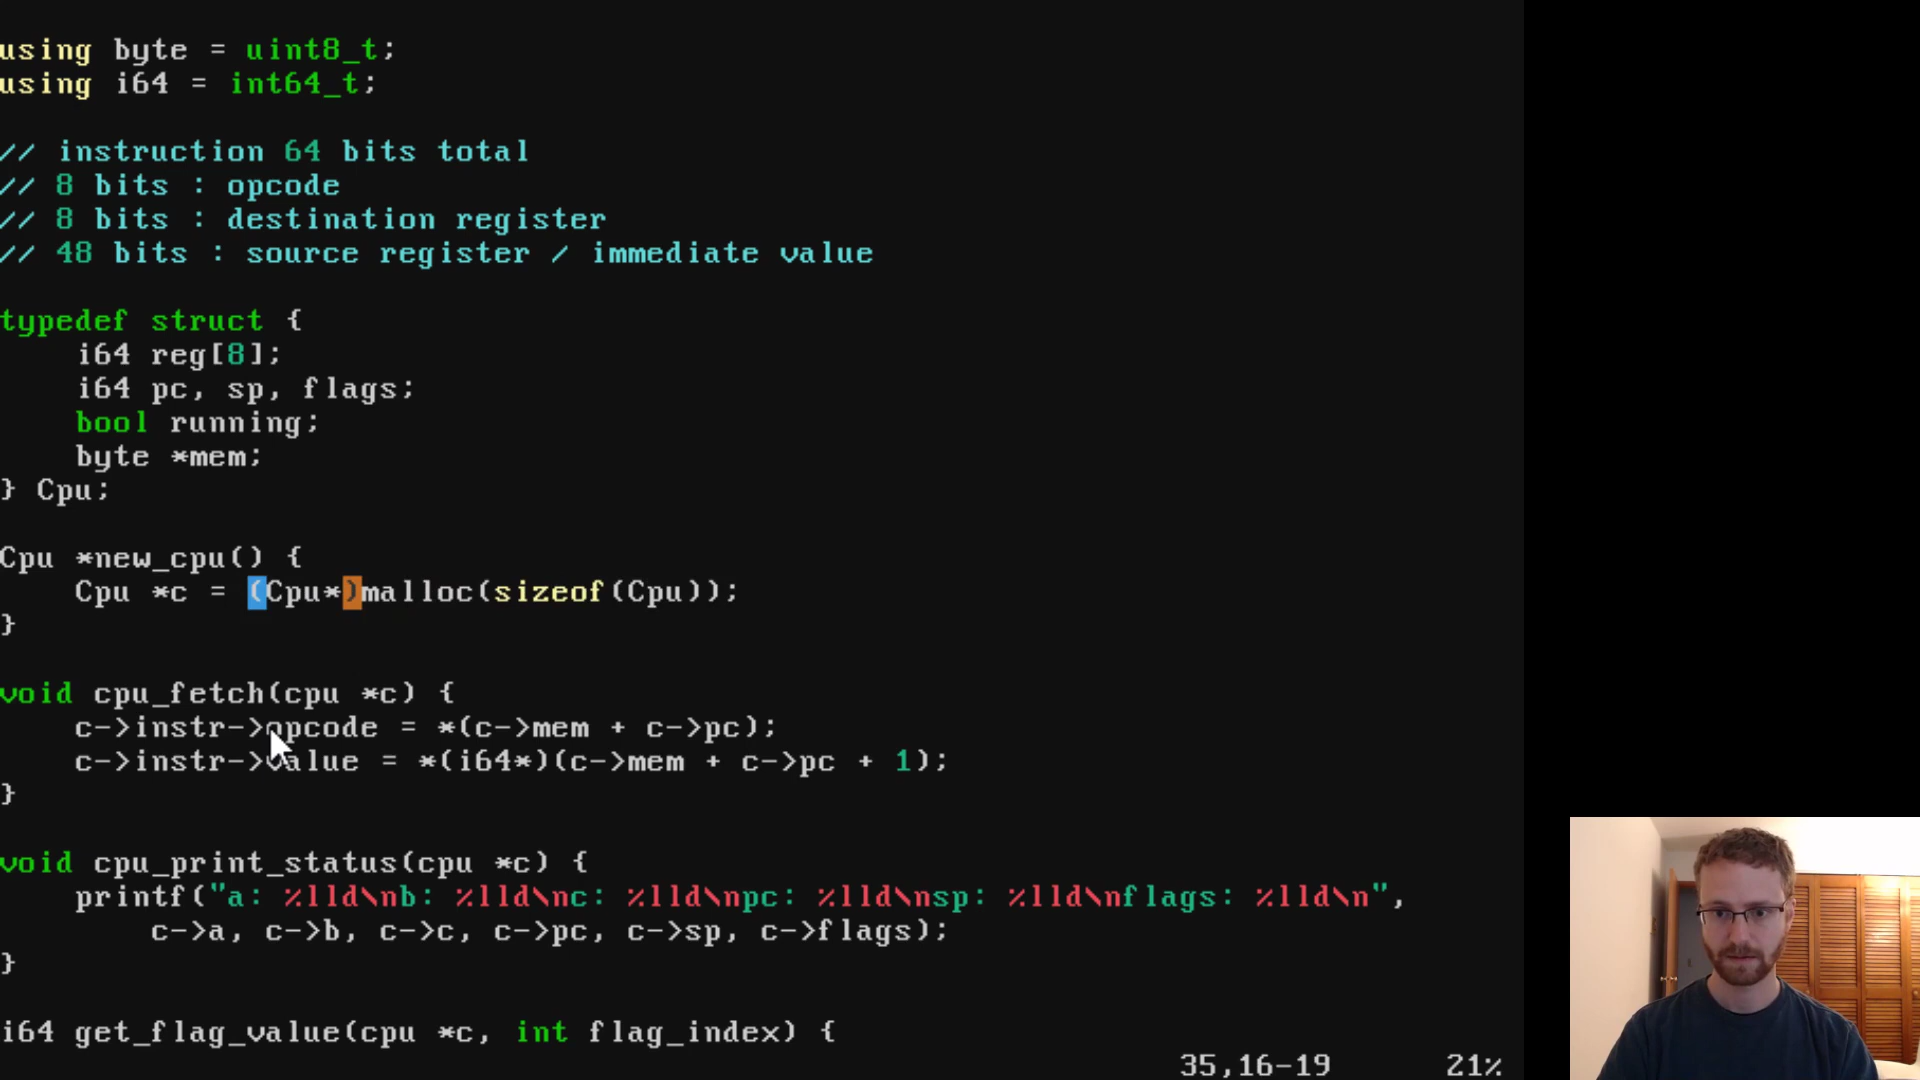 using byte = uint8_t;
using i64 = int64_t;
// instruction 64 bits total
// 8 bits : opcode
// 8 bits : destination register
// 48 bits : source register / immediate value
typedef struct {
i64 reg[8];
i64 pc, sp, flags;
bool running;
byte *mem;
} Cpu;
Cpu *new_cpu() {
Cpu *c = (Cpu*)malloc(sizeof(Cpu));
}
void cpu_fetch(cpu *c) {
c->instr->opcode = *(c->mem + c->pc);
c->instr->value = *(i64*)(c->mem + c->pc + 1);
}
void cpu_print_status(cpu *c) {
printf("a: %lld\nb: %lld\nc: %lld\npc: %lld\nsp: %lld\nflags: %lld\n",
c->a, c->b, c->c, c->pc, c->sp, c->flags);
}
i64 get_flag_value(cpu *c, int flag_index) {
35,16-19 21%